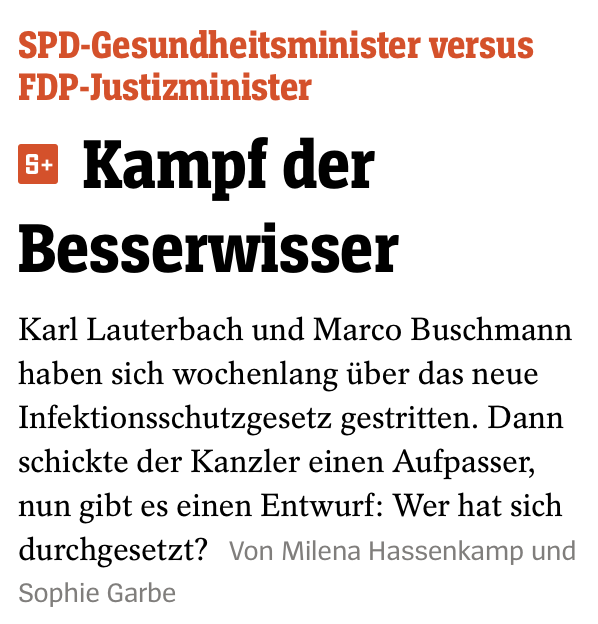 SPD-Gesundheitsminister versus
FDP-Justizminister
S+ Kampf der
Besserwisser
Karl Lauterbach und Marco Buschmann
haben sich wochenlang über das neue
Infektionsschutzgesetz gestritten. Dann
schickte der Kanzler einen Aufpasser,
nun gibt es einen Entwurf: Wer hat sich
durchgesetzt? Von Milena Hassenkamp und
Sophie Garbe